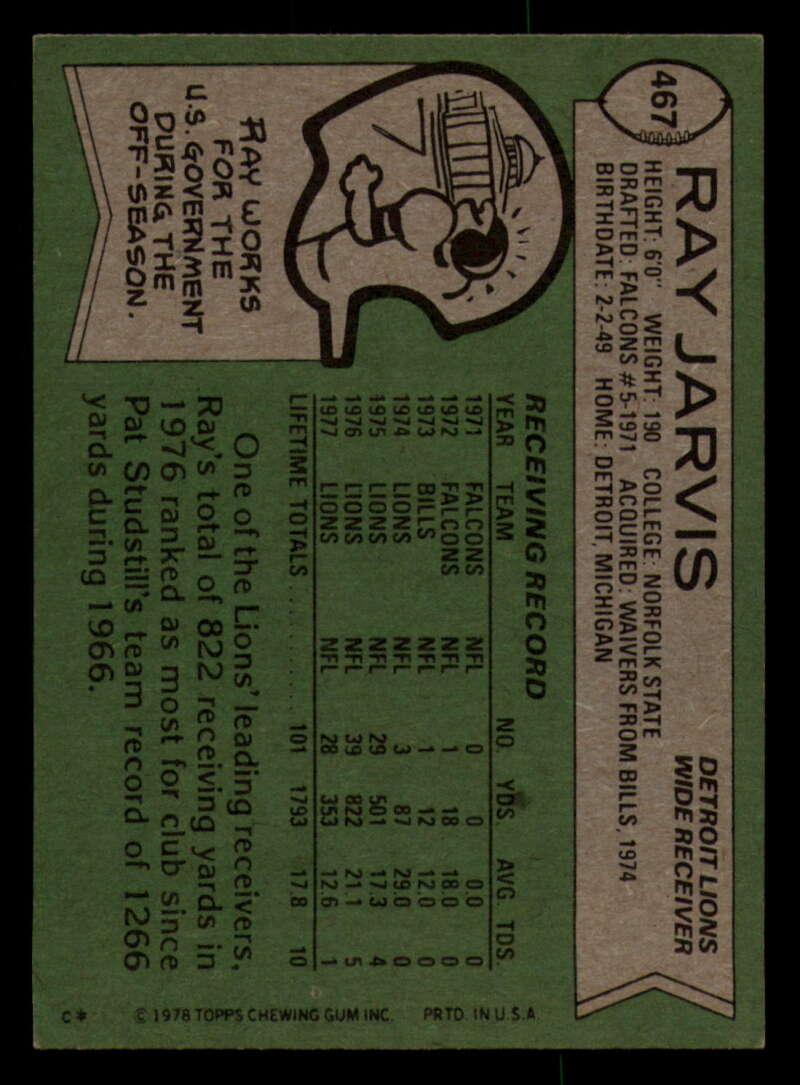 467
RAY JARVIS
DETROIT LIONS
WIDE RECEIVER
HEIGHT: 6'0" WEIGHT: 190 COLLEGE: NORFOLK STATE
DRAFTED: FALCONS #5-1971 ACQUIRED: WAIVERS FROM BILLS, 1974
BIRTHDATE: 2-2-49 HOME: DETROIT, MICHIGAN
RAY WORKS
FOR THE
U.S. GOVERNMENT
DURING THE
OFF-SEASON.
RECEIVING RECORD
YEAR TEAM NO. YDS. AVG. TDS.
1971 FALCONS NFL 0 0 0.0 0
1972 FALCONS NFL 1 18 18.0 0
1973 BILLS NFL 1 12 12.0 0
1974 LIONS NFL 3 87 29.0 0
1975 LIONS NFL 29 501 17.3 4
1976 LIONS NFL 39 822 21.1 5
1977 LIONS NFL 28 353 12.6 1
LIFETIME TOTALS .......... 101 1793 17.8 10
One of the Lions' leading receivers,
Ray's total of 822 receiving yards in
1976 ranked as most for club since
Pat Studstill's team record of 1266
yards during 1966.
C* © 1978 TOPPS CHEWING GUM INC. PRTD. IN U.S.A.